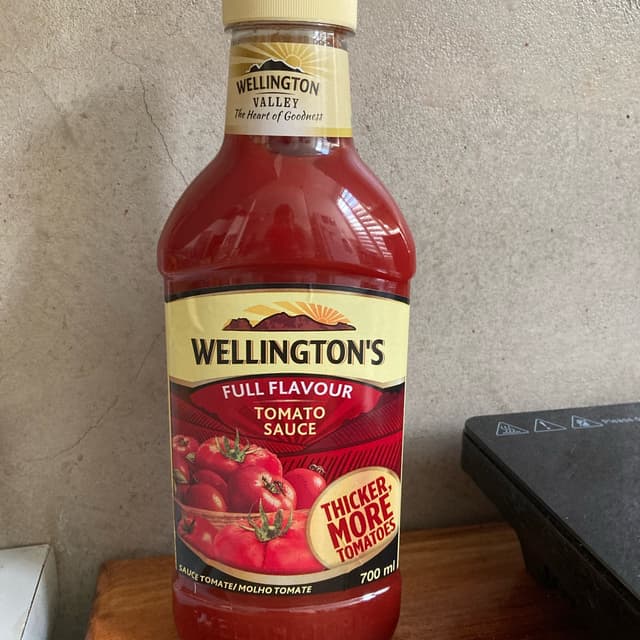 WELLINGTON
VALLEY
The Heart of Goodness
WELLINGTON'S
FULL FLAVOUR
TOMATO
SAUCE
THICKER,
MORE
TOMATOES
700 ml
SAUCE TOMATE/MOLHO TOMATE